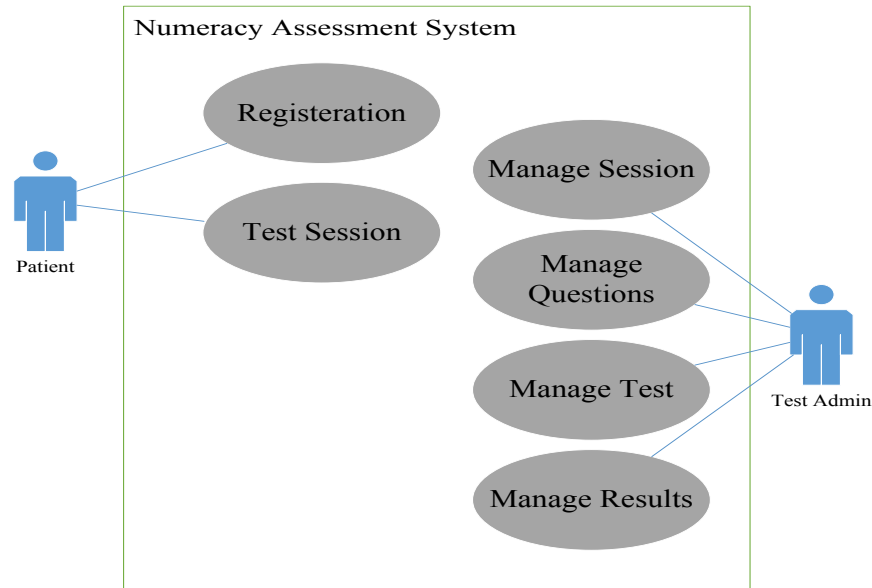 Numeracy Assessment System
Registeration
Test Session
Patient
Manage Session
Manage
Questions
Manage Test
Manage Results
Test Admin